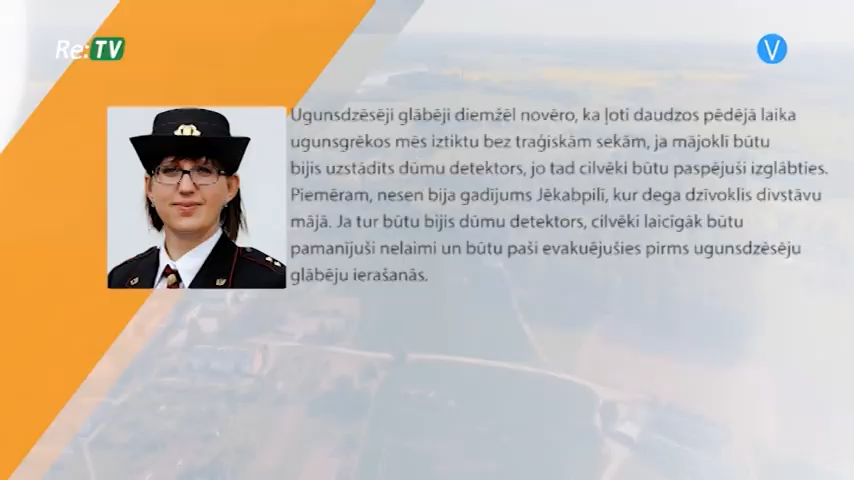 Re:TV
V
Ugunsdzēsēji glābēji diemžēl novēro, ka ļoti daudzos pēdējā laika
ugunsgrēkos mēs iztiktu bez traģiskām sekām, ja mājoklī būtu
bijis uzstādīts dūmu detektors, jo tad cilvēki būtu paspējuši izglābties.
Piemēram, nesen bija gadījums Jēkabpilī, kur dega dzīvoklis divstāvu
mājā. Ja tur būtu bijis dūmu detektors, cilvēki laicīgāk būtu
pamanījuši nelaimi un būtu paši evakuējušies pirms ugunsdzēsēju
glābēju ierašanās.